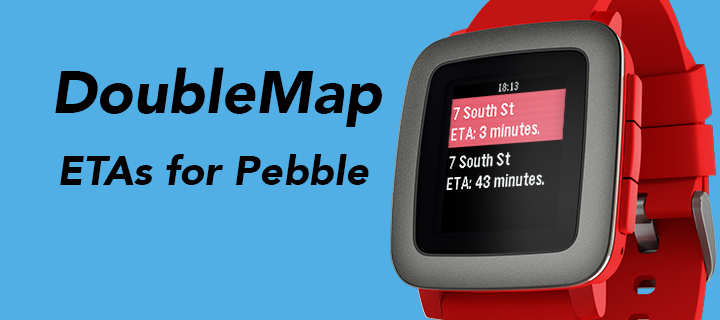 DoubleMap
ETAs for Pebble
18:13
7 South St
ETA: 3 minutes.
7 South St
ETA: 43 minutes.